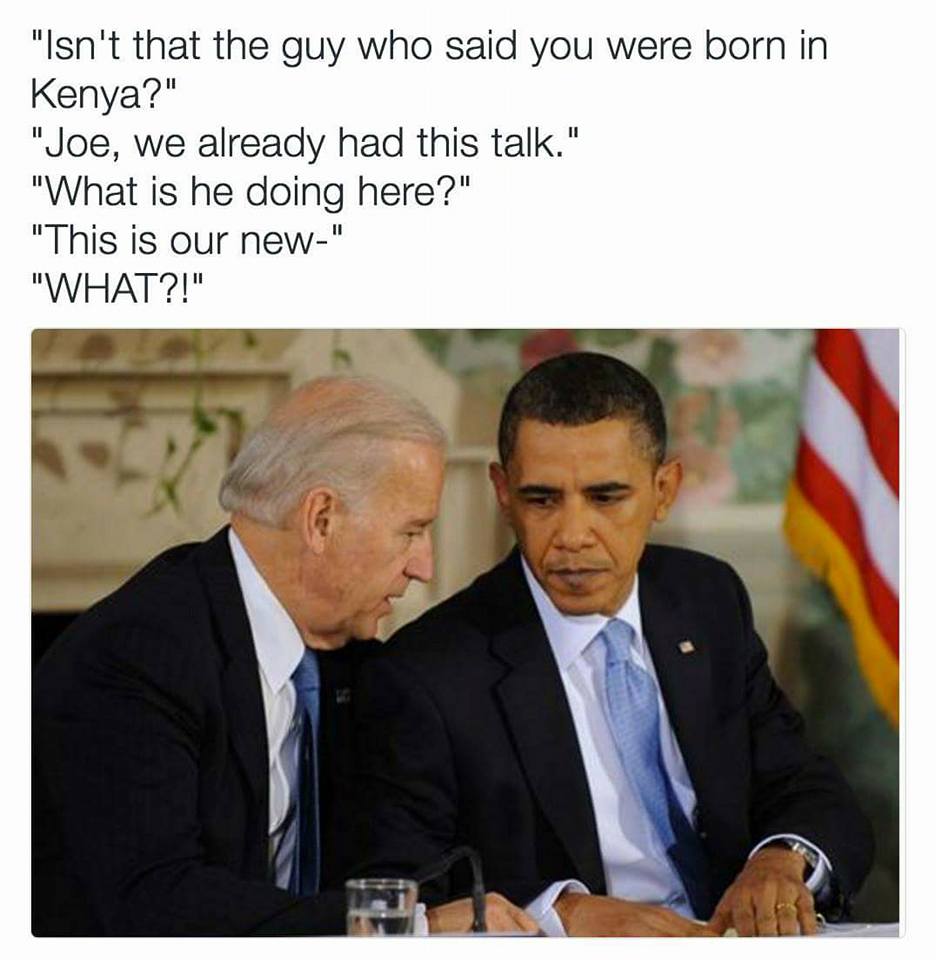 "Isn't that the guy who said you were born in
Kenya?"
"Joe, we already had this talk."
"What is he doing here?"
"This is our new-"
"WHAT?!"